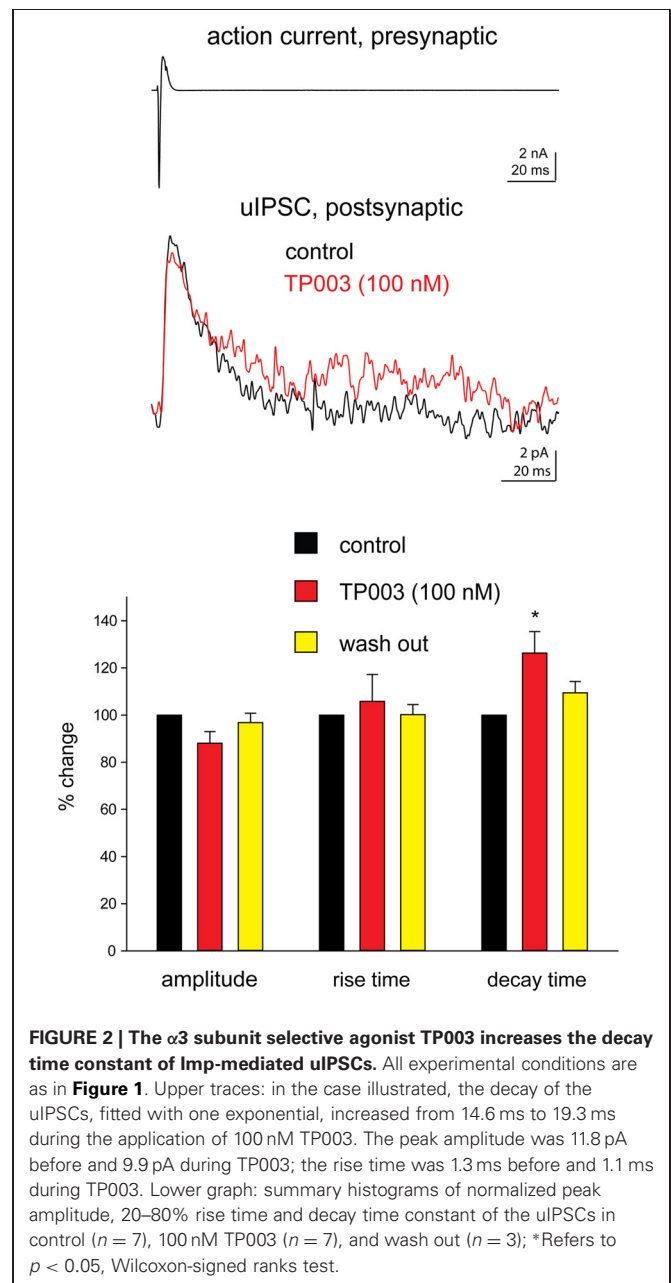 action current, presynaptic
2 nA
20 ms
uIPSC, postsynaptic
control
TP003 (100 nM)
2 pA
20 ms
control
TP003 (100 nM)
wash out
% change
140
120
100
80
60
40
20
0
*
amplitude
rise time
decay time
FIGURE 2 | The α3 subunit selective agonist TP003 increases the decay
time constant of Imp-mediated uIPSCs. All experimental conditions are
as in Figure 1. Upper traces: in the case illustrated, the decay of the
uIPSCs, fitted with one exponential, increased from 14.6 ms to 19.3 ms
during the application of 100 nM TP003. The peak amplitude was 11.8 pA
before and 9.9 pA during TP003; the rise time was 1.3 ms before and 1.1 ms
during TP003. Lower graph: summary histograms of normalized peak
amplitude, 20–80% rise time and decay time constant of the uIPSCs in
control (n = 7), 100 nM TP003 (n = 7), and wash out (n = 3); *Refers to
p < 0.05, Wilcoxon-signed ranks test.